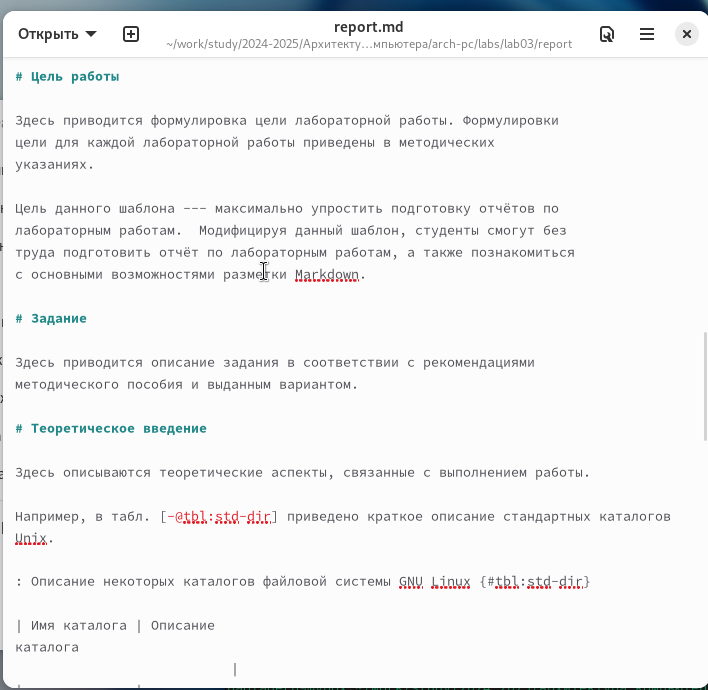 Открыть
report.md
~/work/study/2024-2025/Архитекту…мпьютера/arch-pc/labs/lab03/report
# Цель работы
Здесь приводится формулировка цели лабораторной работы. Формулировки
цели для каждой лабораторной работы приведены в методических
указаниях.
Цель данного шаблона --- максимально упростить подготовку отчётов по
лабораторным работам.  Модифицируя данный шаблон, студенты смогут без
труда подготовить отчёт по лабораторным работам, а также познакомиться
с основными возможностями разметки Markdown.
# Задание
Здесь приводится описание задания в соответствии с рекомендациями
методического пособия и выданным вариантом.
# Теоретическое введение
Здесь описываются теоретические аспекты, связанные с выполнением работы.
Например, в табл. [-@tbl:std-dir] приведено краткое описание стандартных каталогов
Unix.
: Описание некоторых каталогов файловой системы GNU Linux {#tbl:std-dir}
| Имя каталога | Описание
каталога
|